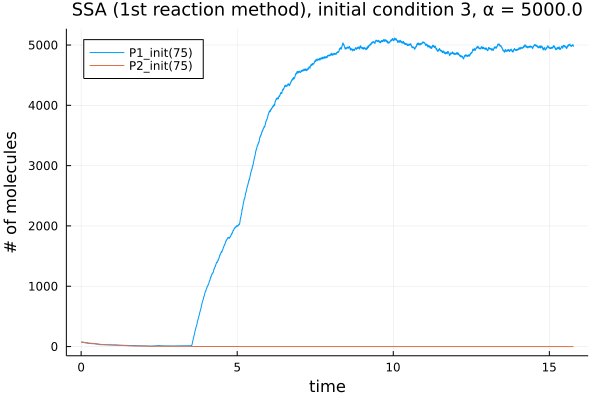 SSA (1st reaction method), initial condition 3, α = 5000.0
P1_init(75)
P2_init(75)
5000
4000
3000
2000
1000
0
# of molecules
0 5 10 15
time